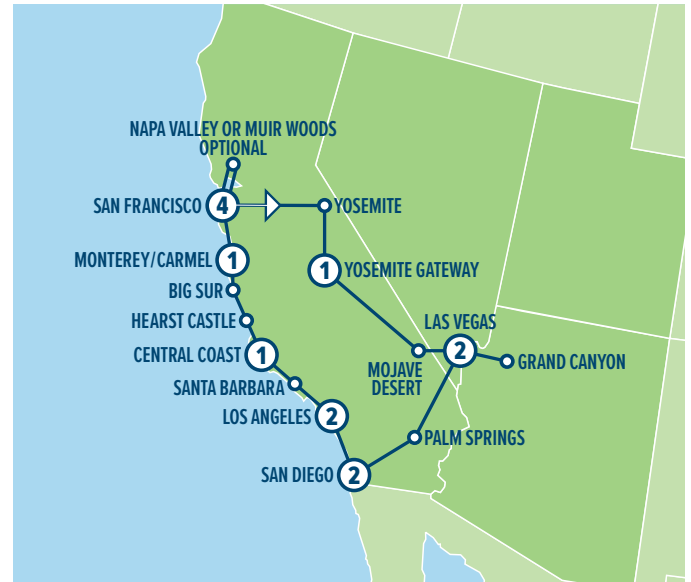 NAPA VALLEY OR MUIR WOODS
OPTIONAL
SAN FRANCISCO 4
YOSEMITE
MONTEREY/CARMEL 1
1 YOSEMITE GATEWAY
BIG SUR
HEARST CASTLE
LAS VEGAS
2
CENTRAL COAST 1
MOJAVE
DESERT
GRAND CANYON
SANTA BARBARA
LOS ANGELES 2
PALM SPRINGS
SAN DIEGO 2